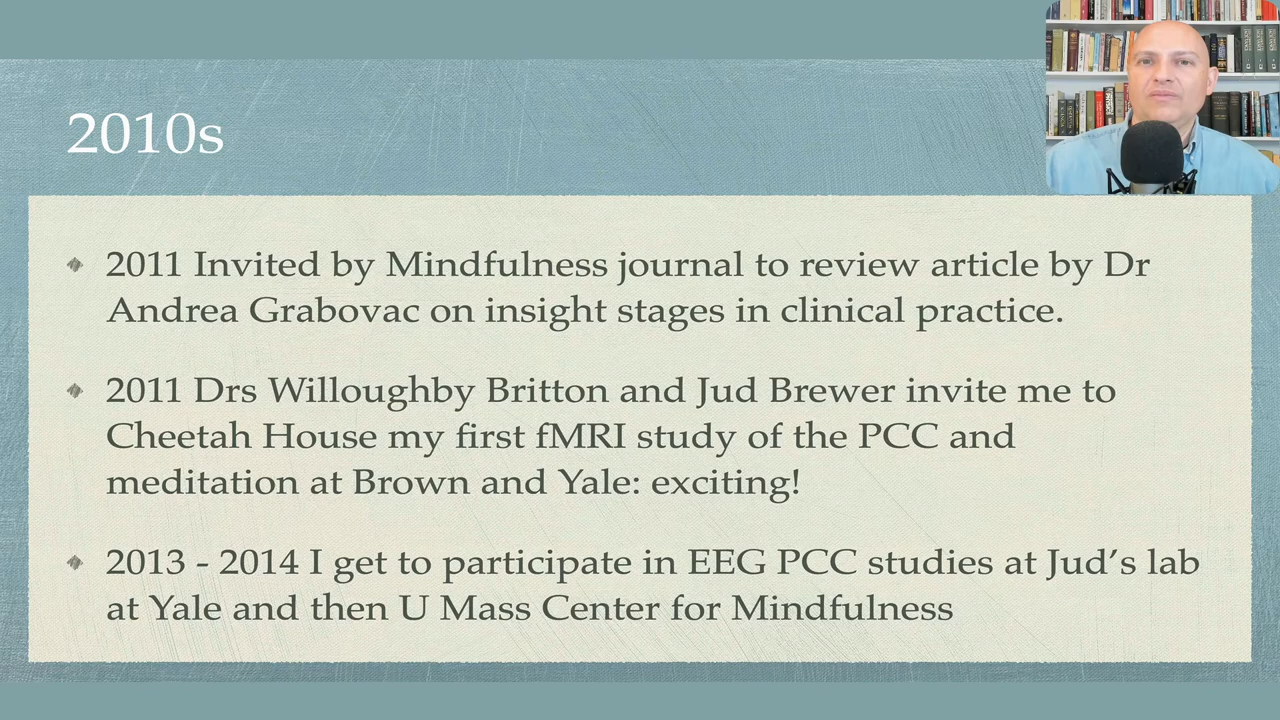 2010s
2011 Invited by Mindfulness journal to review article by Dr
Andrea Grabovac on insight stages in clinical practice.
2011 Drs Willoughby Britton and Jud Brewer invite me to
Cheetah House my first fMRI study of the PCC and
meditation at Brown and Yale: exciting!
2013 - 2014 I get to participate in EEG PCC studies at Jud’s lab
at Yale and then U Mass Center for Mindfulness